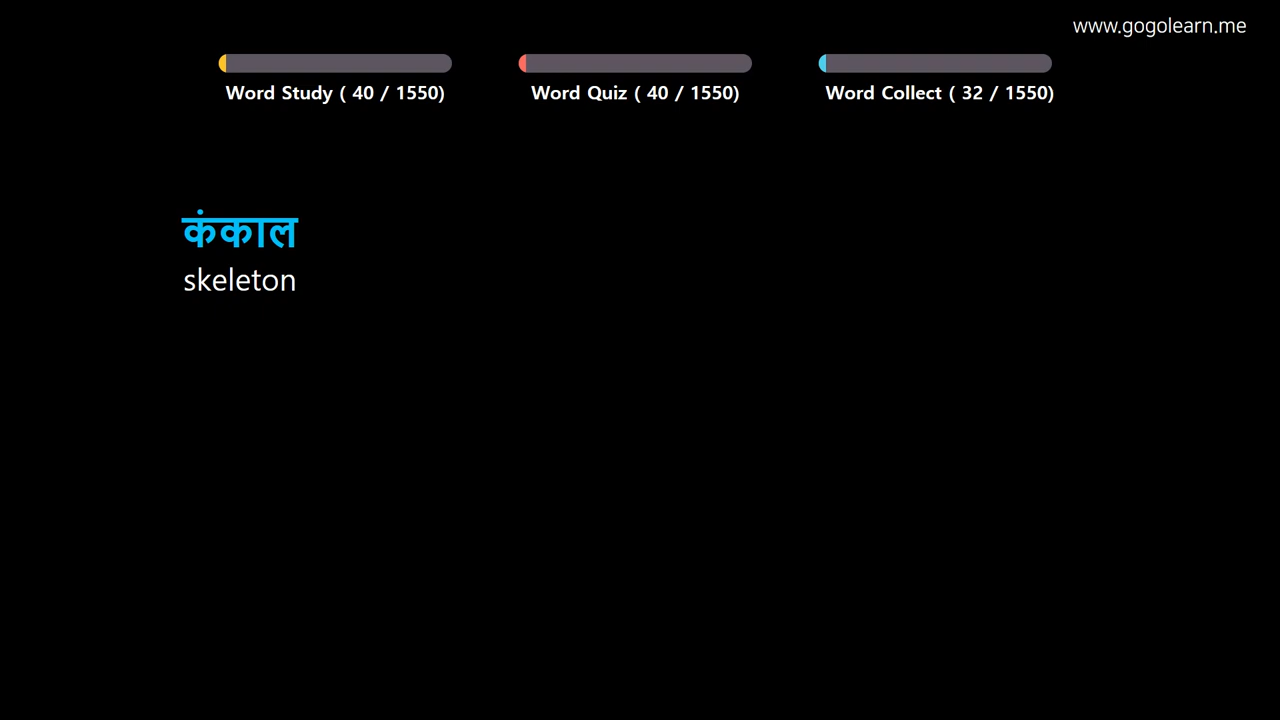 www.gogolearn.me
Word Study ( 40 / 1550)
Word Quiz ( 40 / 1550)
Word Collect ( 32 / 1550)
कंकाल
skeleton